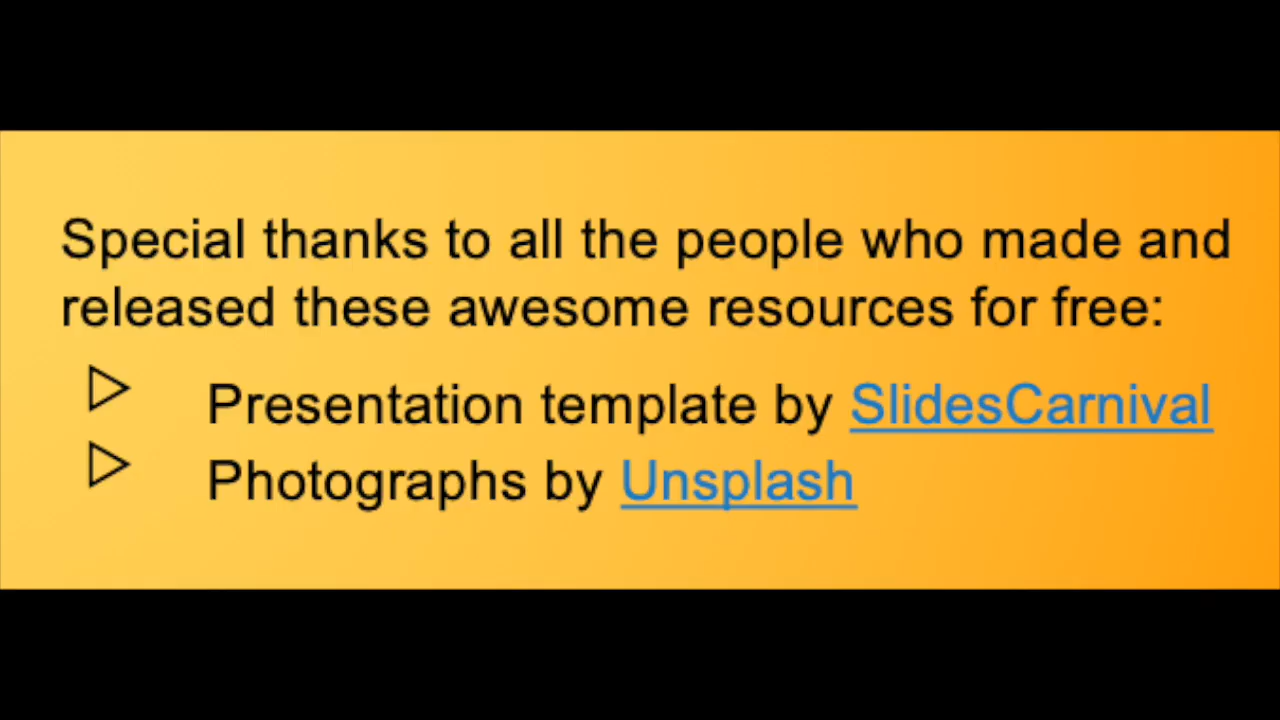 Special thanks to all the people who made and
released these awesome resources for free:
▷ Presentation template by SlidesCarnival
▷ Photographs by Unsplash